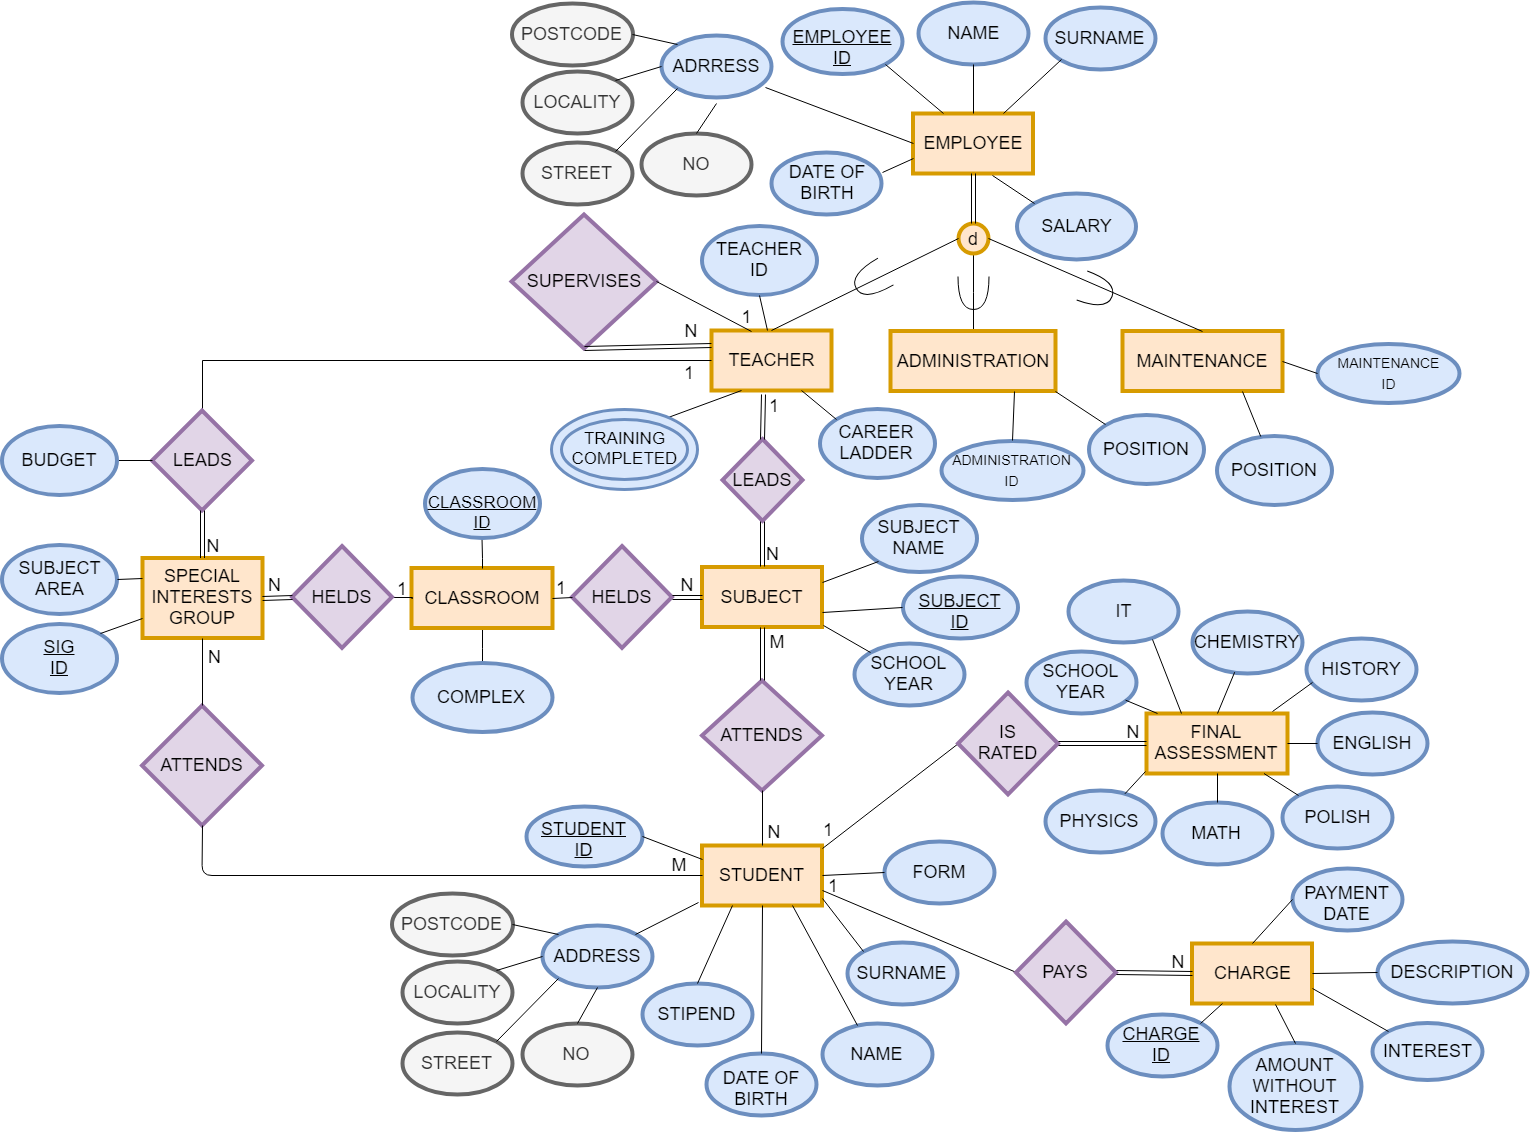 POSTCODE
ADRRESS
EMPLOYEE
ID
NAME
SURNAME
LOCALITY
STREET
NO
EMPLOYEE
DATE OF
BIRTH
SALARY
d
SUPERVISES
TEACHER
ID
1
N
TEACHER
1
ADMINISTRATION
MAINTENANCE
MAINTENANCE
ID
1
TRAINING
COMPLETED
CAREER
LADDER
ADMINISTRATION
ID
POSITION
POSITION
BUDGET
LEADS
LEADS
CLASSROOM
ID
N
N
SUBJECT
NAME
SUBJECT
AREA
SPECIAL
INTERESTS
GROUP
N
HELDS
1
CLASSROOM
1
HELDS
N
SUBJECT
SUBJECT
ID
SIG
ID
N
M
SCHOOL
YEAR
COMPLEX
IT
CHEMISTRY
HISTORY
SCHOOL
YEAR
ATTENDS
ATTENDS
IS
RATED
N
FINAL
ASSESSMENT
ENGLISH
PHYSICS
MATH
POLISH
STUDENT
ID
N
1
M
STUDENT
1
FORM
POSTCODE
ADDRESS
LOCALITY
STREET
NO
STIPEND
DATE OF
BIRTH
NAME
SURNAME
PAYS
N
CHARGE
PAYMENT
DATE
DESCRIPTION
CHARGE
ID
AMOUNT
WITHOUT
INTEREST
INTEREST